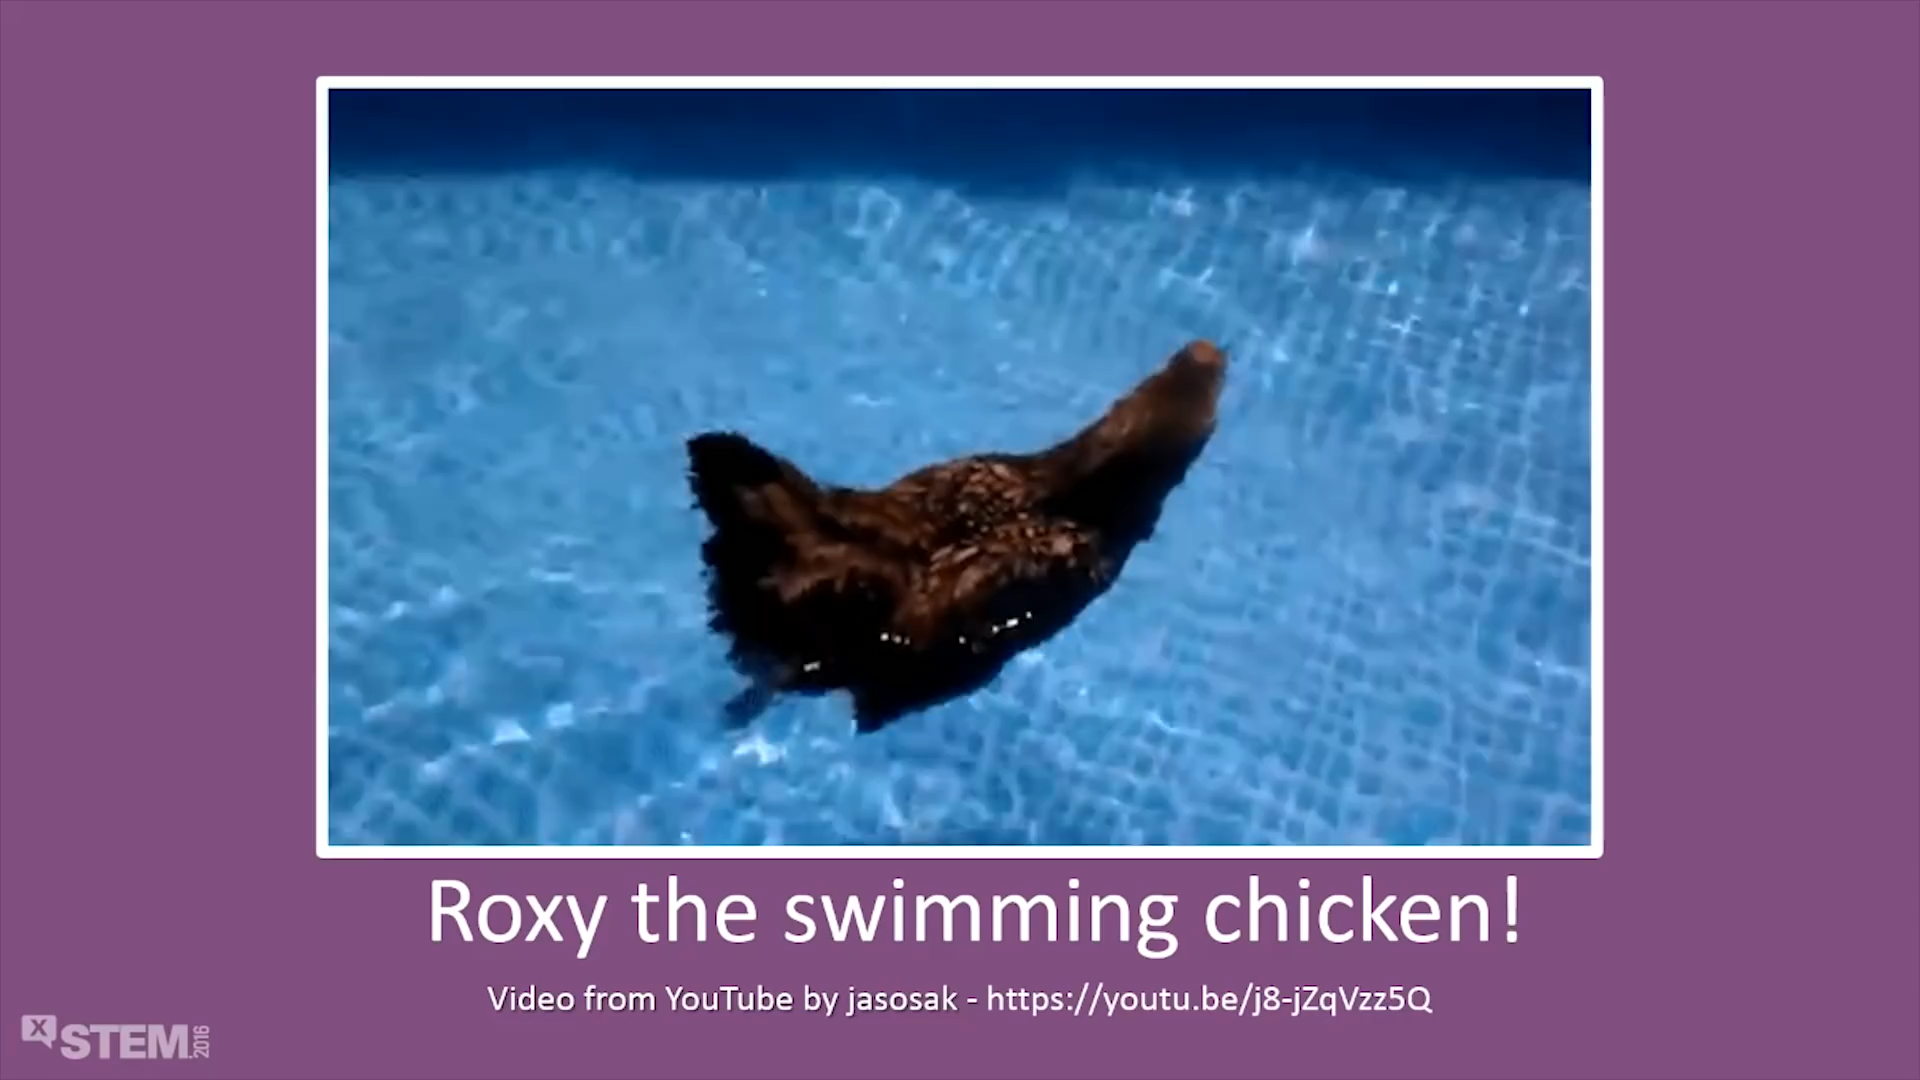 Roxy the swimming chicken!
Video from YouTube by jasosak - https://youtu.be/j8-jZqVzz5Q
X STEM.2016